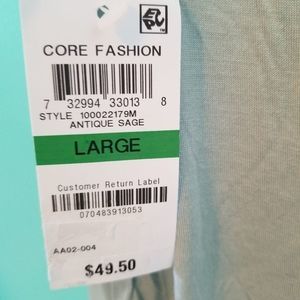 CORE FASHION
7 32994 33013 8
STYLE 100022179M
ANTIQUE SAGE
LARGE
Customer Return Label
070483913053
AA02-004
$49.50